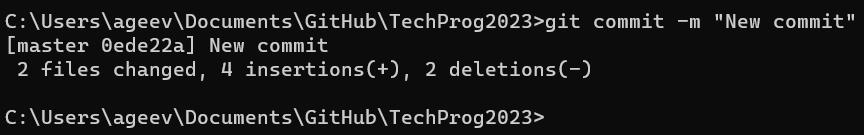 C:\Users\ageev\Documents\GitHub\TechProg2023>git commit -m "New commit"
[master 0ede22a] New commit
 2 files changed, 4 insertions(+), 2 deletions(-)
C:\Users\ageev\Documents\GitHub\TechProg2023>